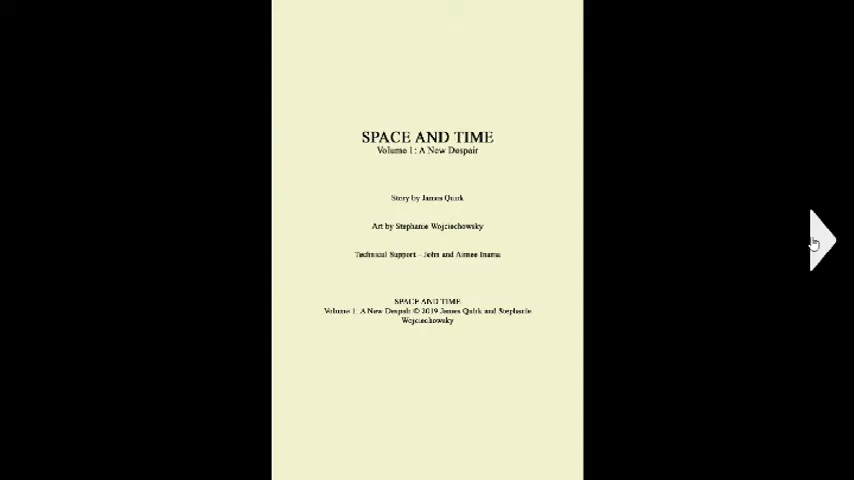 SPACE AND TIME
Volume 1: A New Despair
Story by James Quirk
Art by Stephanie Wojciechowsky
Technical Support - John and Aimee Inama
SPACE AND TIME
Volume 1: A New Despair © 2019 James Quirk and Stephanie
Wojciechowsky